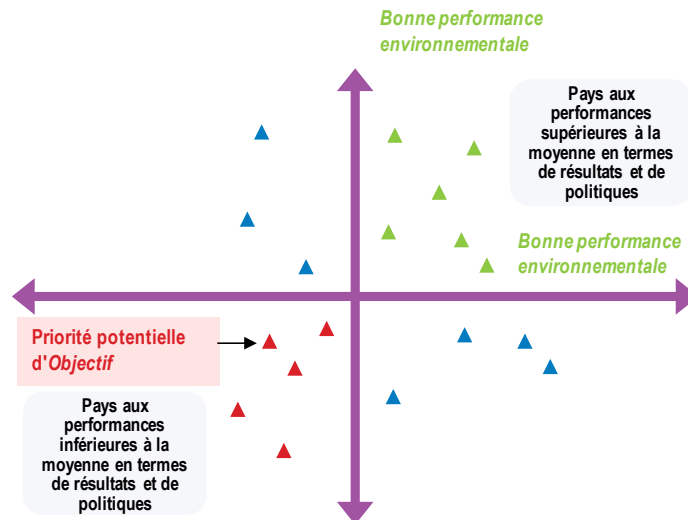 Bonne performance
environnementale
Pays aux
performances
supérieures à la
moyenne en termes
de résultats et de
politiques
Bonne performance
environnementale
Priorité potentielle
d'Objectif
Pays aux
performances
inférieures à la
moyenne en termes
de résultats et de
politiques